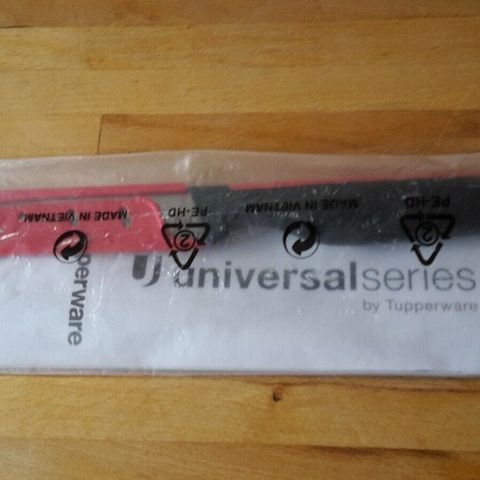 MADE IN VIETNAM
PE-HD
2
MADE IN VIETNAM
PE-HD
2
universalseries
by Tupperware
perware